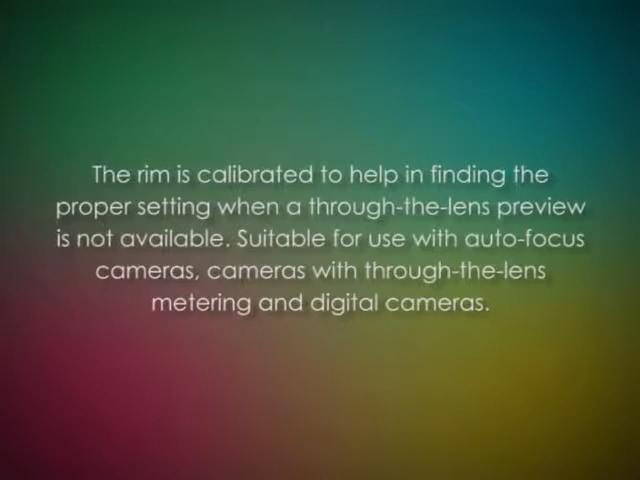 The rim is calibrated to help in finding the
proper setting when a through-the-lens preview
is not available. Suitable for use with auto-focus
cameras, cameras with through-the-lens
metering and digital cameras.